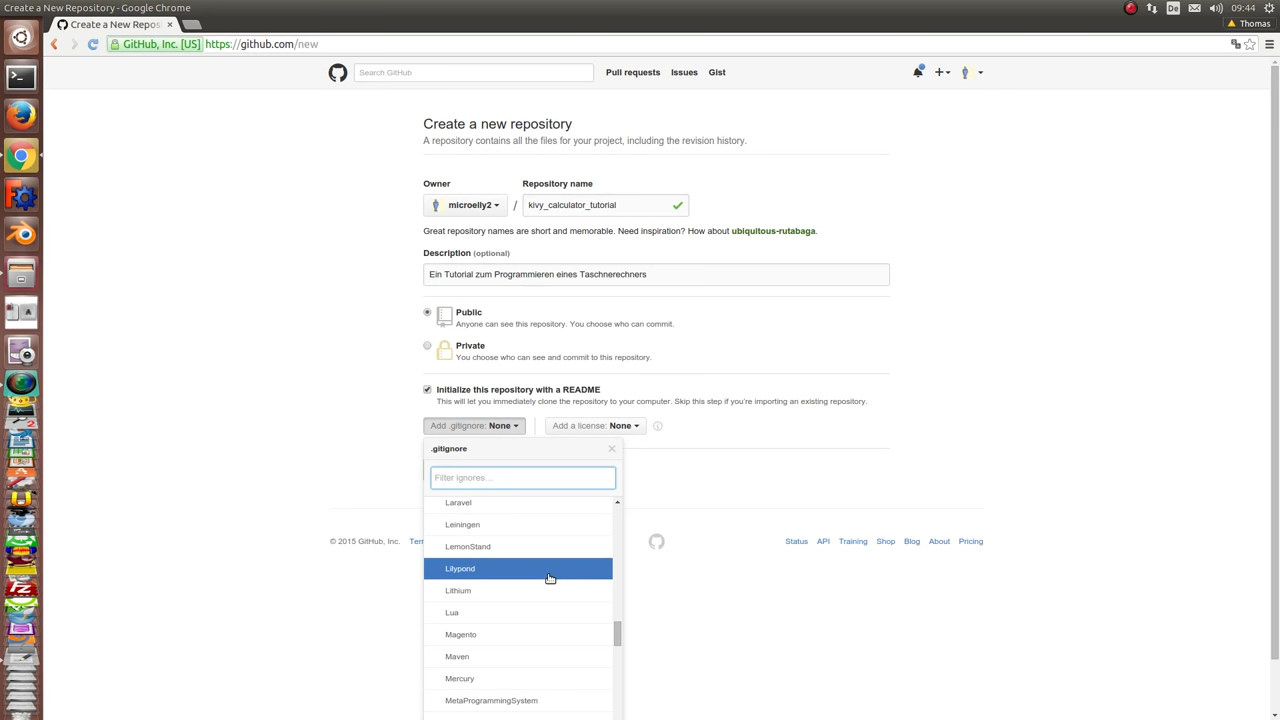 Create a New Repository - Google Chrome
De
09:44
Create a New Repos
Thomas
GitHub, Inc. [US] https://github.com/new
Search GitHub
Pull requests Issues Gist
Create a new repository
A repository contains all the files for your project, including the revision history.
Owner Repository name
microelly2 / kivy_calculator_tutorial
Great repository names are short and memorable. Need inspiration? How about ubiquitous-rutabaga.
Description (optional)
Ein Tutorial zum Programmieren eines Taschnerechners
Public
Anyone can see this repository. You choose who can commit.
Private
You choose who can see and commit to this repository.
Initialize this repository with a README
This will let you immediately clone the repository to your computer. Skip this step if you're importing an existing repository.
Add .gitignore: None Add a license: None
.gitignore
Filter ignores...
Laravel
Leiningen
LemonStand
Lilypond
Lithium
Lua
Magento
Maven
Mercury
MetaProgrammingSystem
© 2015 GitHub, Inc. Terr Status API Training Shop Blog About Pricing